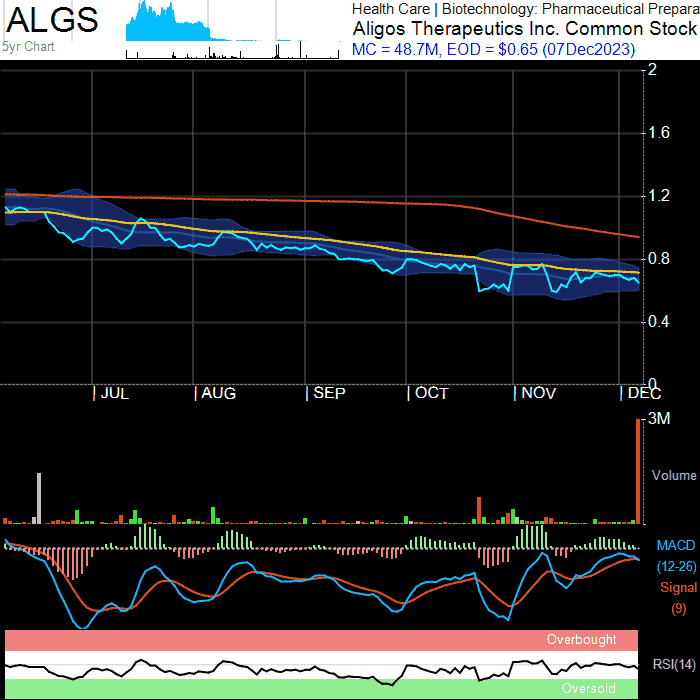 ALGS
5yr Chart
Health Care | Biotechnology: Pharmaceutical Prepara
Aligos Therapeutics Inc. Common Stock
MC = 48.7M, EOD = $0.65 (07Dec2023)
2
1.6
1.2
0.8
0.4
0
JUL
AUG
SEP
OCT
NOV
DEC
3M
Volume
MACD
(12-26)
Signal
(9)
Overbought
RSI(14)
Oversold